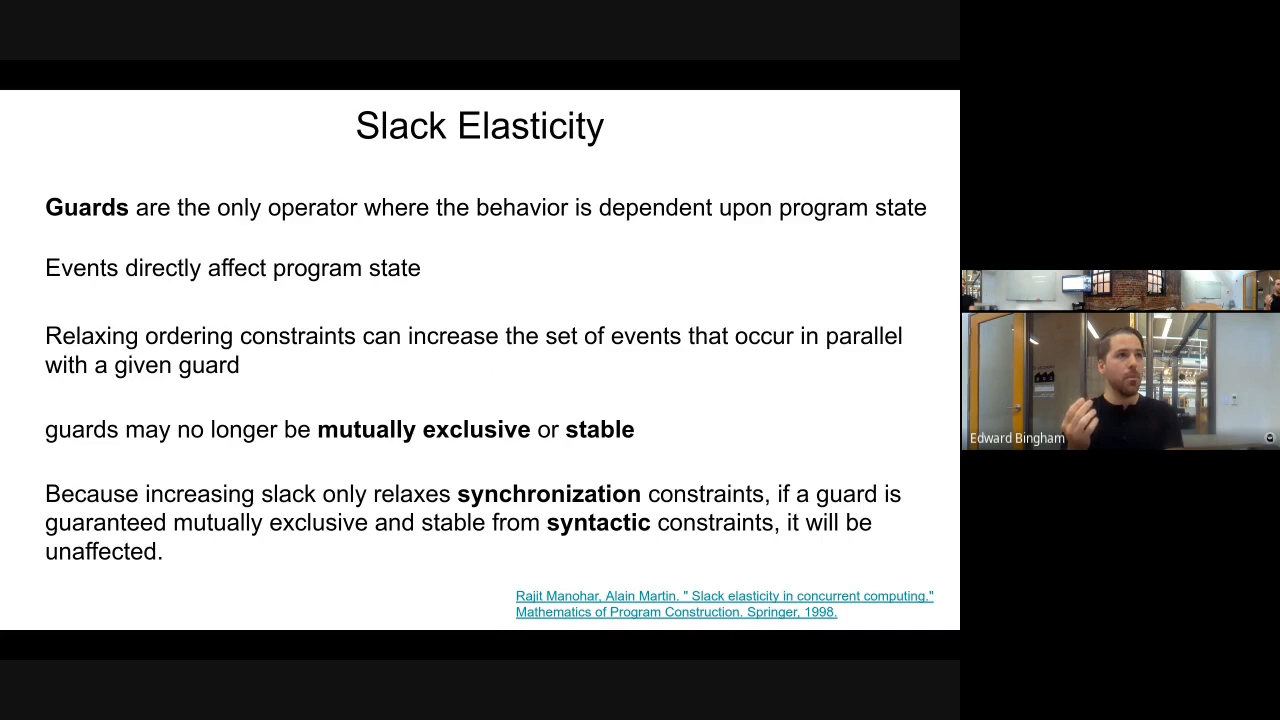 Slack Elasticity
Guards are the only operator where the behavior is dependent upon program state
Events directly affect program state
Relaxing ordering constraints can increase the set of events that occur in parallel
with a given guard
guards may no longer be mutually exclusive or stable
Because increasing slack only relaxes synchronization constraints, if a guard is
guaranteed mutually exclusive and stable from syntactic constraints, it will be
unaffected.
Rajit Manohar, Alain Martin. " Slack elasticity in concurrent computing."
Mathematics of Program Construction. Springer, 1998.
Edward Bingham